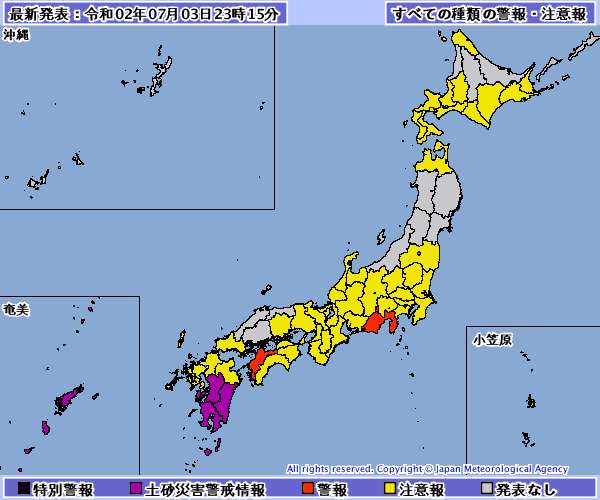 最新発表：令和02年07月03日23時15分
すべての種類の警報・注意報
沖縄
奄美
小笠原
All rights reserved. Copyright © Japan Meteorological Agency
特別警報 土砂災害警戒情報 警報 注意報 発表なし